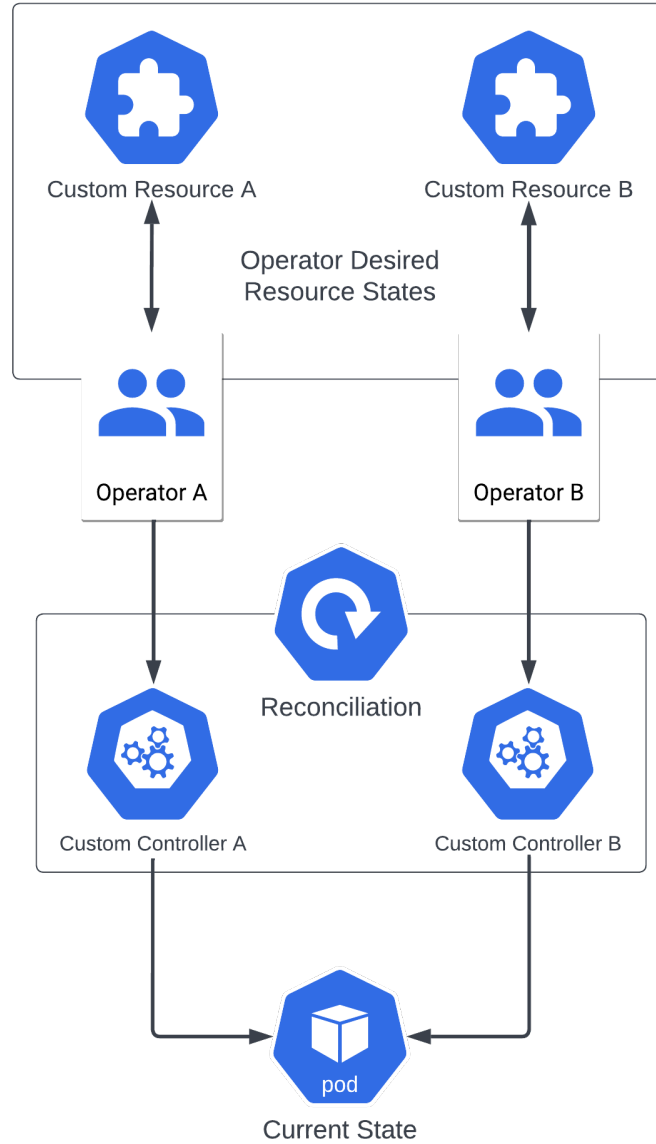 Custom Resource A
Custom Resource B
Operator Desired
Resource States
Operator A
Operator B
Reconciliation
Custom Controller A
Custom Controller B
pod
Current State